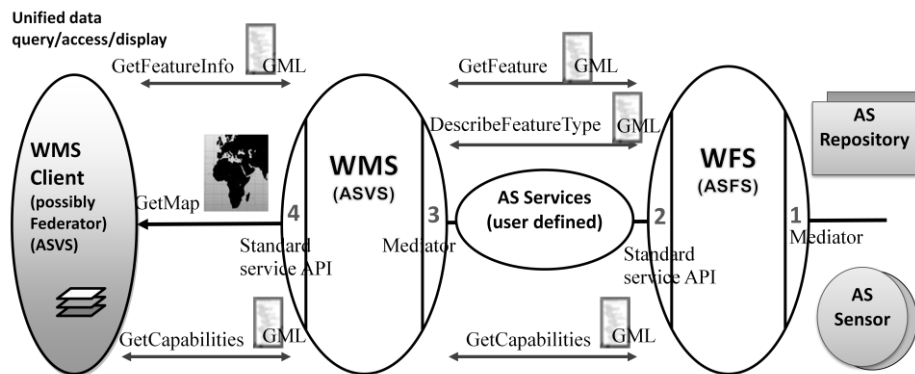 Unified data
query/access/display
GetFeatureInfo
GML
GetFeature
GML
DescribeFeatureType
GML
AS
Repository
WMS
Client
(possibly
Federator)
(ASVS)
GetMap
WMS
(ASVS)
4
3
Standard
service API
Mediator
AS Services
(user defined)
WFS
(ASFS)
2
1
Standard
service API
Mediator
AS
Sensor
GetCapabilities
GML
GetCapabilities
GML